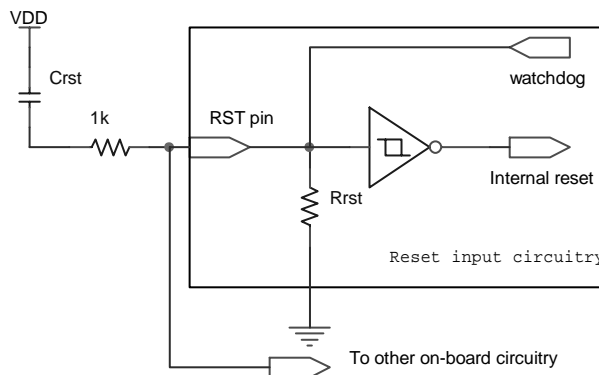 VDD
Crst
1k
RST pin
watchdog
Internal reset
Rrst
Reset input circuitry
To other on-board circuitry